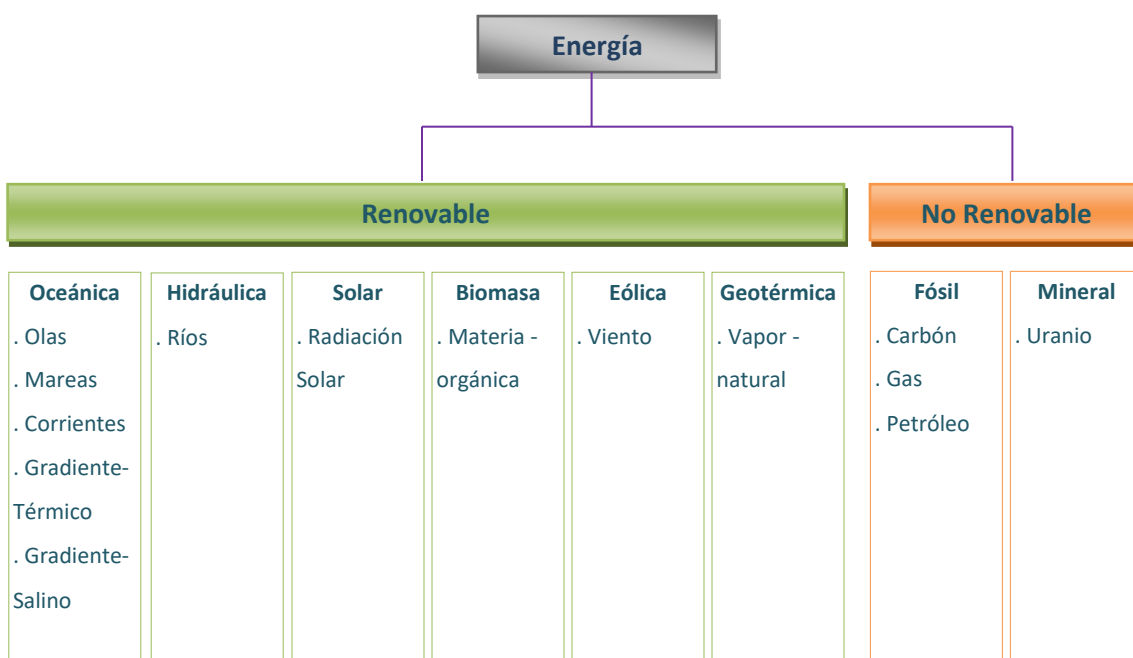 Energía
Renovable
No Renovable
Oceánica
. Olas
. Mareas
. Corrientes
. Gradiente-
Térmico
. Gradiente-
Salino
Hidráulica
. Ríos
Solar
. Radiación
Solar
Biomasa
. Materia -
orgánica
Eólica
. Viento
Geotérmica
. Vapor -
natural
Fósil
. Carbón
. Gas
. Petróleo
Mineral
. Uranio